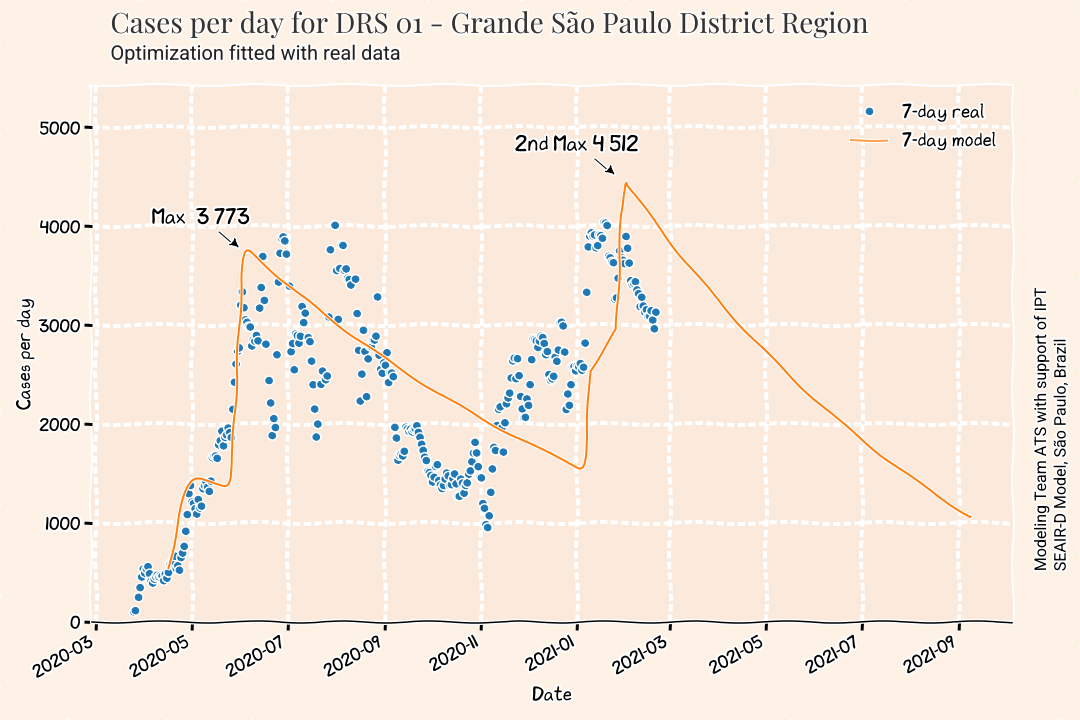 Cases per day for DRS 01 - Grande São Paulo District Region
Optimization fitted with real data
7-day real
7-day model
2nd Max 4 512
Max 3 773
Cases per day
5000
4000
3000
2000
1000
0
2020-03
2020-05
2020-07
2020-09
2020-11
2021-01
2021-03
2021-05
2021-07
2021-09
Date
Modeling Team ATS with support of IPT
SEAIR-D Model, São Paulo, Brazil